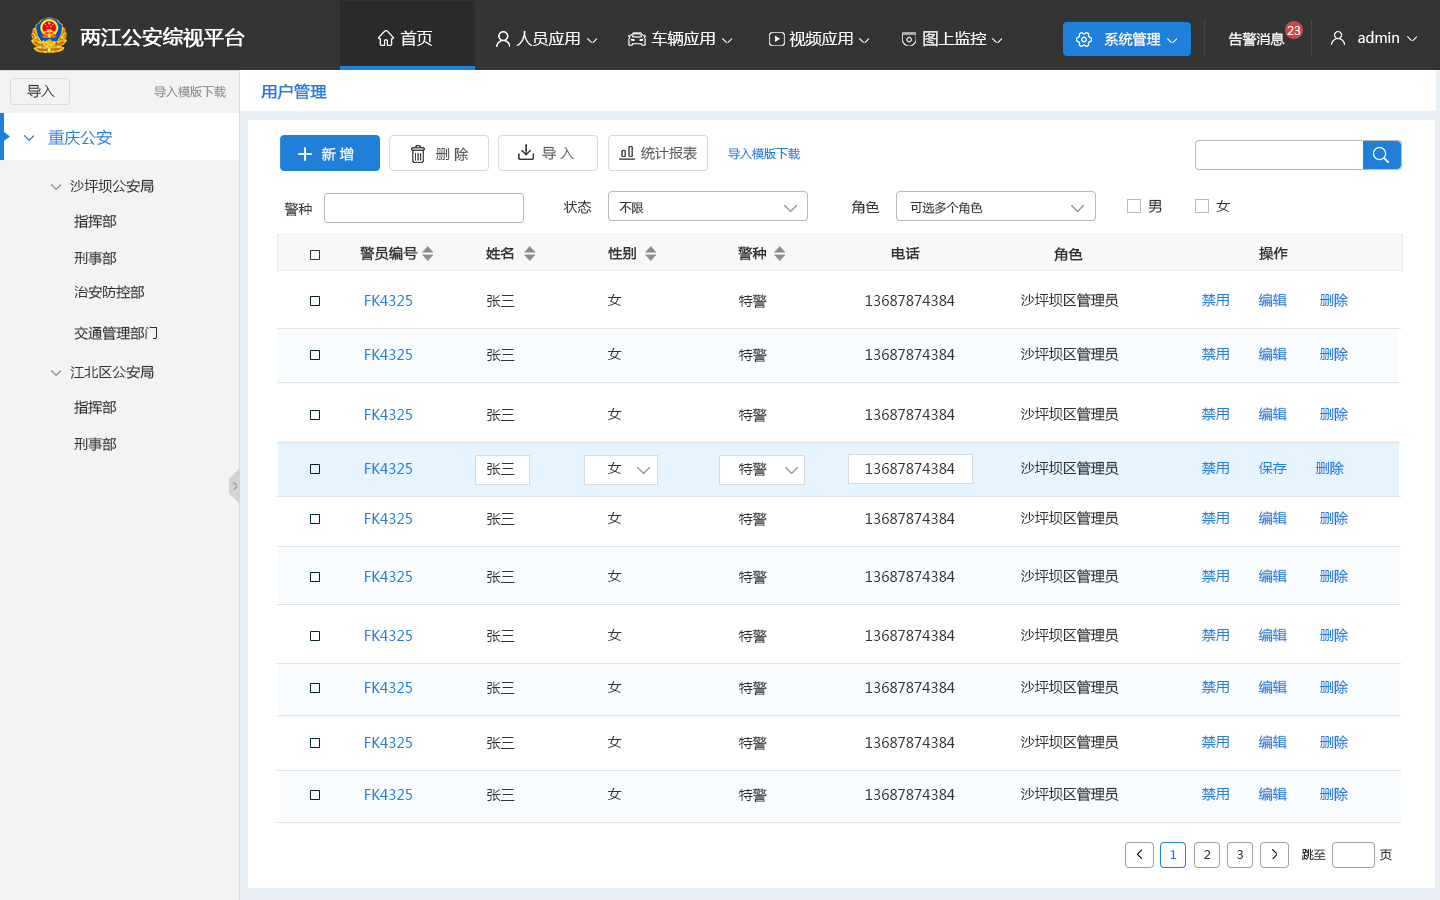 两江公安综视平台 首页 人员应用 车辆应用 视频应用 图上监控 系统管理 告警消息 23 admin
导入 导入模版下载 用户管理
重庆公安
新 增 删 除 导 入 统计报表 导入模版下载
沙坪坝公安局
指挥部
刑事部
治安防控部
交通管理部门
江北区公安局
指挥部
刑事部
警种 状态 不限 角色 可选多个角色 男 女
警员编号 姓名 性别 警种 电话 角色 操作
FK4325 张三 女 特警 13687874384 沙坪坝区管理员 禁用 编辑 删除
FK4325 张三 女 特警 13687874384 沙坪坝区管理员 禁用 编辑 删除
FK4325 张三 女 特警 13687874384 沙坪坝区管理员 禁用 编辑 删除
FK4325 张三 女 特警 13687874384 沙坪坝区管理员 禁用 保存 删除
FK4325 张三 女 特警 13687874384 沙坪坝区管理员 禁用 编辑 删除
FK4325 张三 女 特警 13687874384 沙坪坝区管理员 禁用 编辑 删除
FK4325 张三 女 特警 13687874384 沙坪坝区管理员 禁用 编辑 删除
FK4325 张三 女 特警 13687874384 沙坪坝区管理员 禁用 编辑 删除
FK4325 张三 女 特警 13687874384 沙坪坝区管理员 禁用 编辑 删除
FK4325 张三 女 特警 13687874384 沙坪坝区管理员 禁用 编辑 删除
1 2 3 跳至 页